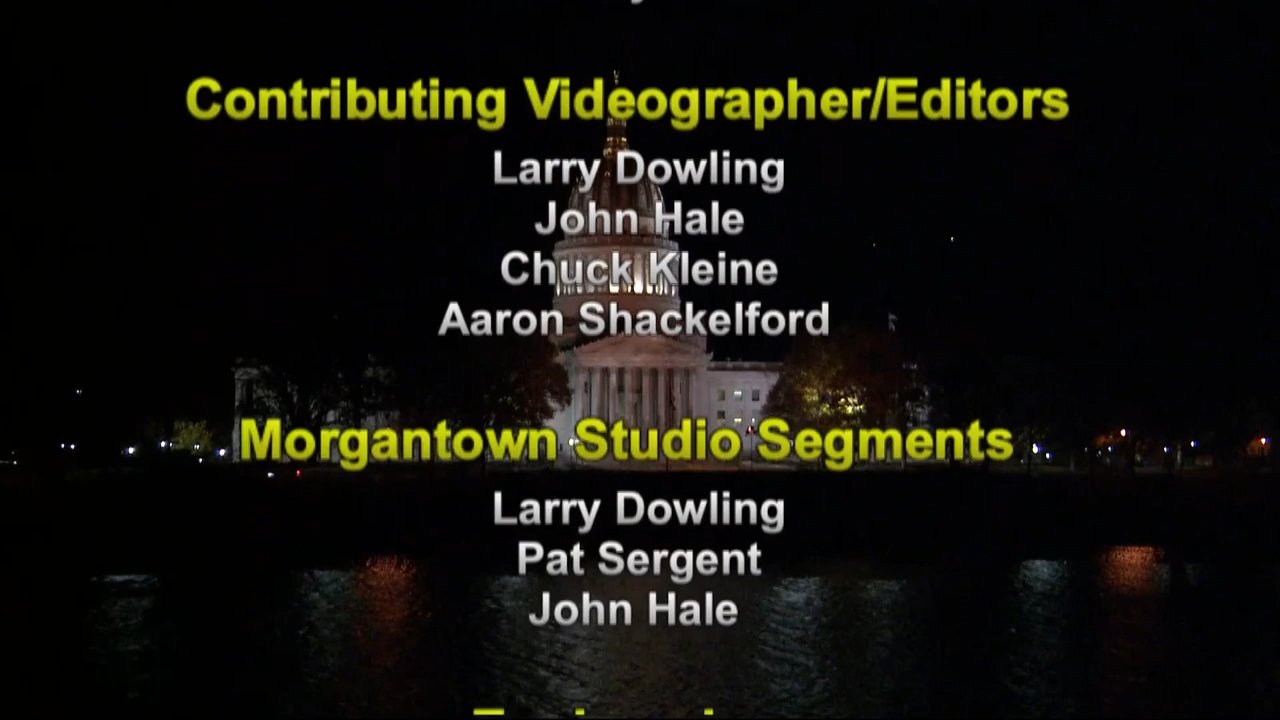 Contributing Videographer/Editors
Larry Dowling
John Hale
Chuck Kleine
Aaron Shackelford
Morgantown Studio Segments
Larry Dowling
Pat Sergent
John Hale